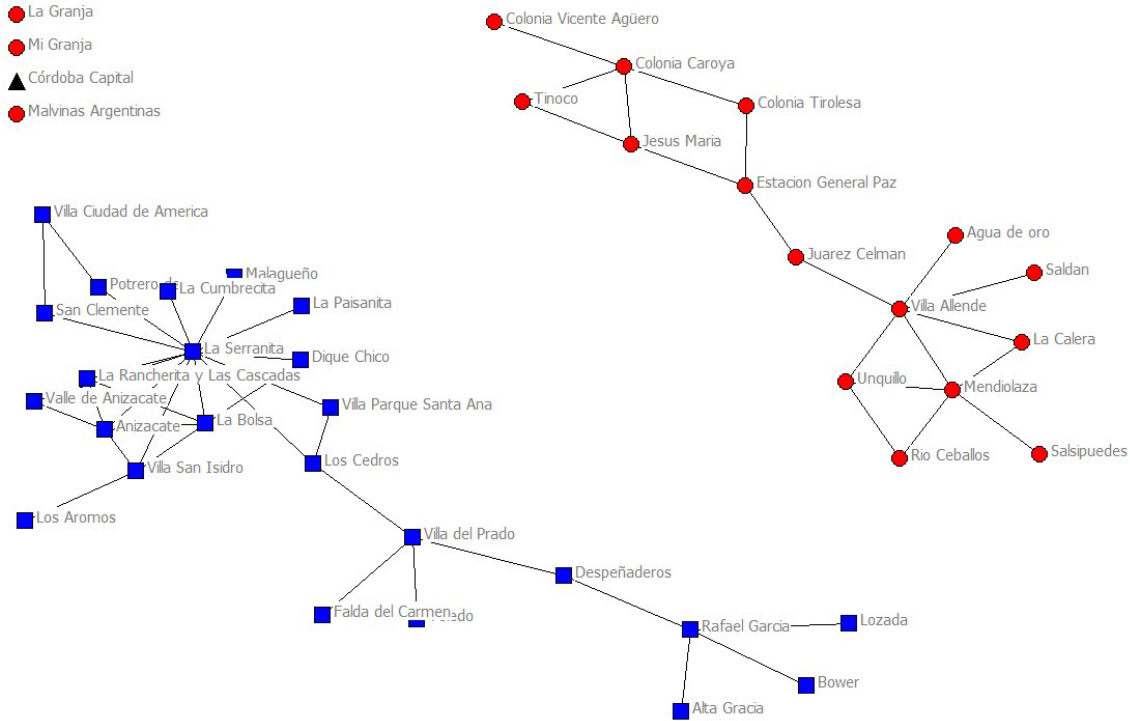 La Granja
Mi Granja
Córdoba Capital
Malvinas Argentinas
Colonia Vicente Agüero
Colonia Caroya
Tinoco
Colonia Tirolesa
Jesus Maria
Estacion General Paz
Juarez Celman
Agua de oro
Saldan
Villa Allende
La Calera
Unquillo
Mendiolaza
Rio Ceballos
Salsipuedes
Villa Ciudad de America
Potrero de
Malagueño
La Cumbrecita
San Clemente
La Paisanita
La Serranita
Dique Chico
La Rancherita y Las Cascadas
Valle de Anizacate
Villa Parque Santa Ana
Anizacate
La Bolsa
Villa San Isidro
Los Cedros
Los Aromos
Villa del Prado
Despeñaderos
Falda del Carmen
Rafael Garcia
Lozada
Bower
Alta Gracia